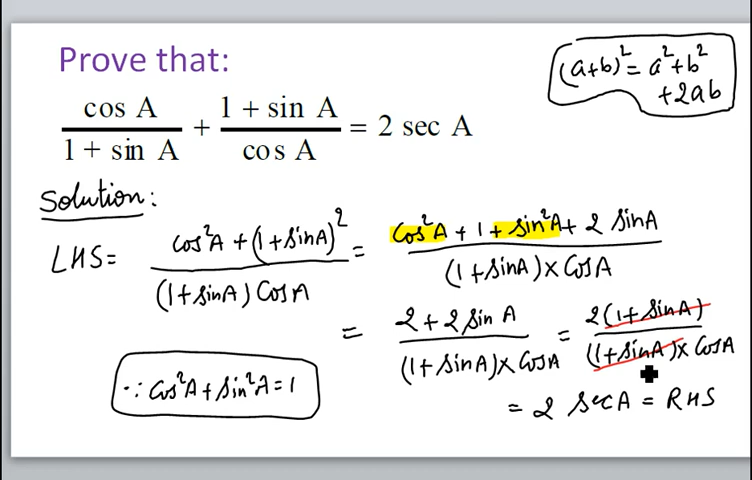 Prove that:
(a+b)² = a² + b²
+2ab
cos A / (1 + sin A) + (1 + sin A) / cos A = 2 sec A
Solution:
LHS = (cos²A + (1+sinA)²) / ((1+sinA) CosA) = (cos²A + 1 + sin²A + 2 sinA) / ((1+sinA) × CosA)
= (2 + 2 sin A) / ((1+sinA) × CosA) = 2(1+sinA) / ((1+sinA) × CosA)
∵ Cos²A + sin²A = 1
= 2 secA = RHS